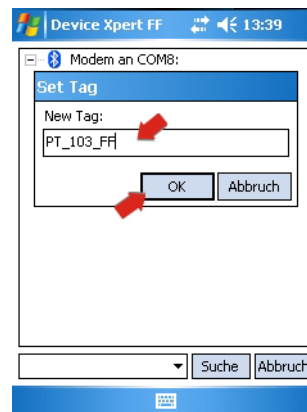 Device Xpert FF 13:39
Modem an COM8:
Set Tag
New Tag:
PT_103_FF
OK Abbruch
Suche Abbruch